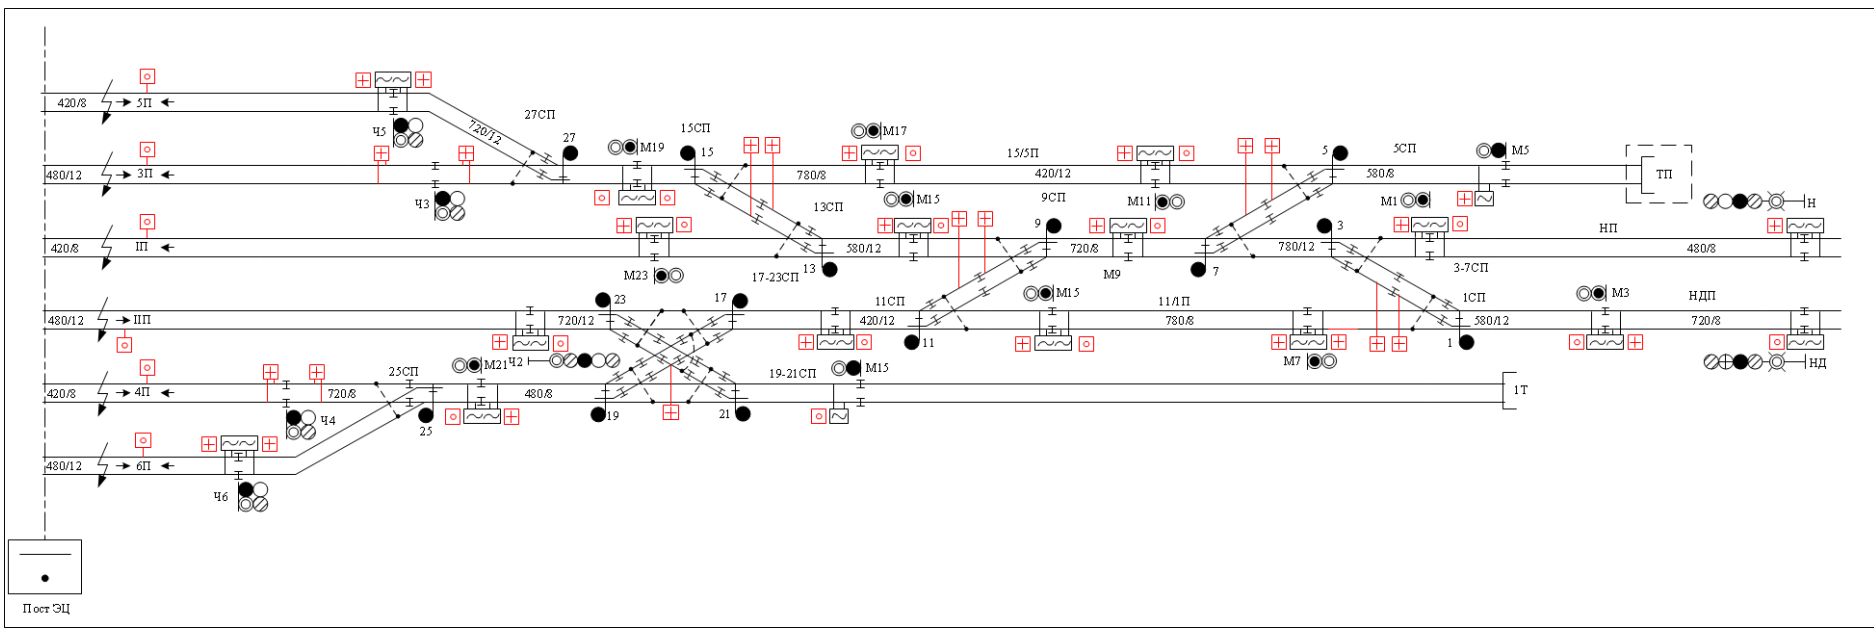 420/8
5П
Ч5
720/12
27СП
27
480/12
3П
Ч3
М19
15СП
15
780/8
М17
15/5П
420/12
5
5СП
580/8
М5
ТП
420/8
IП
М23
13СП
13
580/12
М15
9СП
9
720/8
М11
М9
7
780/12
3
М1
3-7СП
НП
480/8
Н
480/12
IIП
Ч2
720/12
23
17-23СП
17
11СП
420/12
11
М15
11/1П
780/8
М7
1СП
1
580/12
М3
НДП
720/8
НД
420/8
4П
Ч4
720/8
25СП
25
М21
480/8
19
21
19-21СП
М15
1Т
480/12
6П
Ч6
Пост ЭЦ